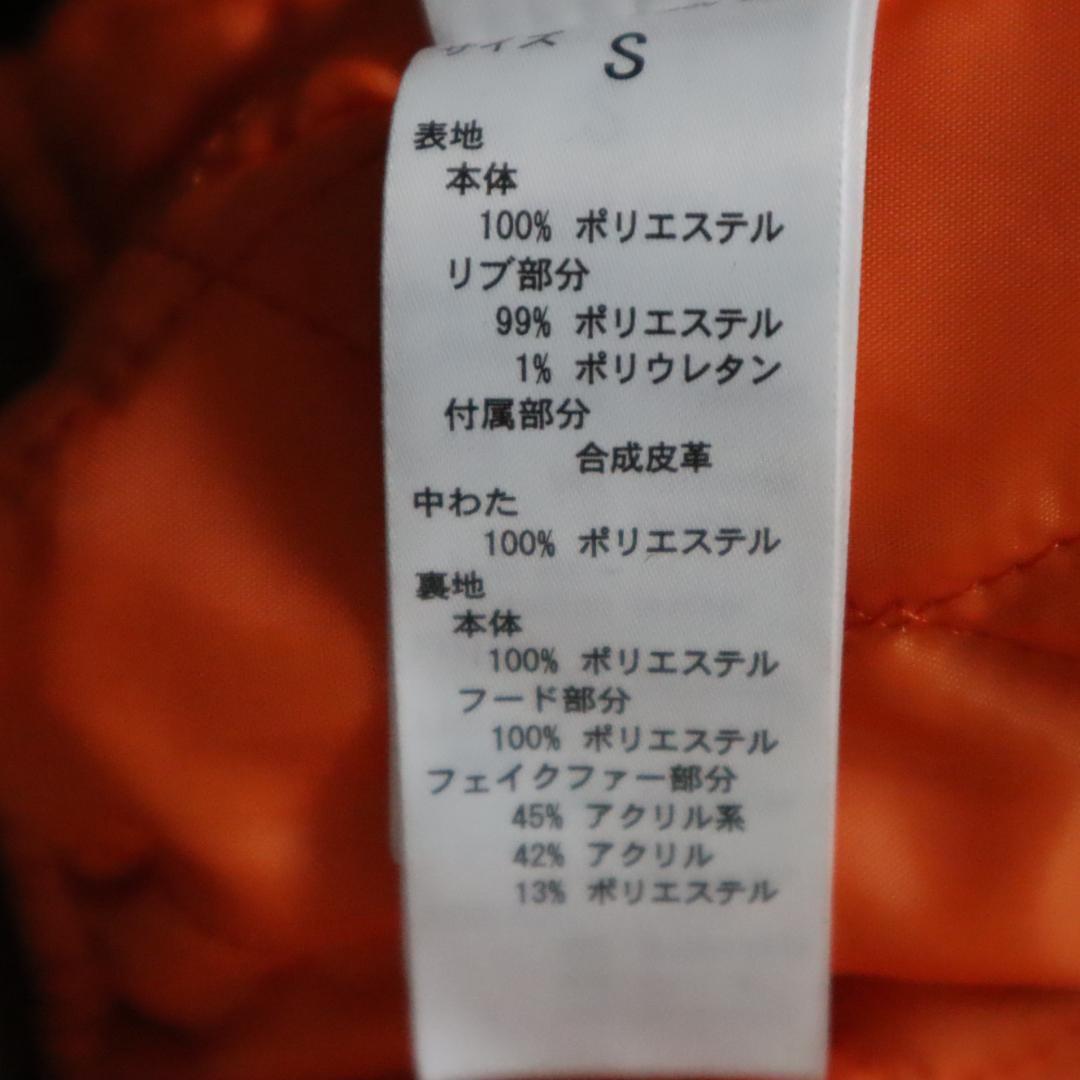 サイズ S
表地
本体
100% ポリエステル
リブ部分
99% ポリエステル
1% ポリウレタン
付属部分
合成皮革
中わた
100% ポリエステル
裏地
本体
100% ポリエステル
フード部分
100% ポリエステル
フェイクファー部分
45% アクリル系
42% アクリル
13% ポリエステル